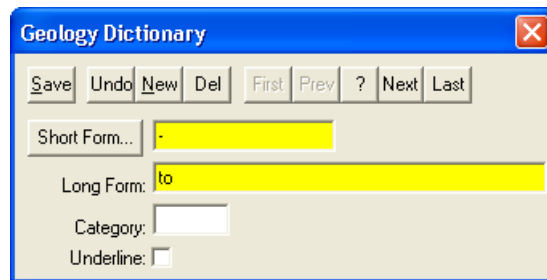 Geology Dictionary
Save Undo New Del First Prev ? Next Last
Short Form... -
Long Form: to
Category:
Underline: